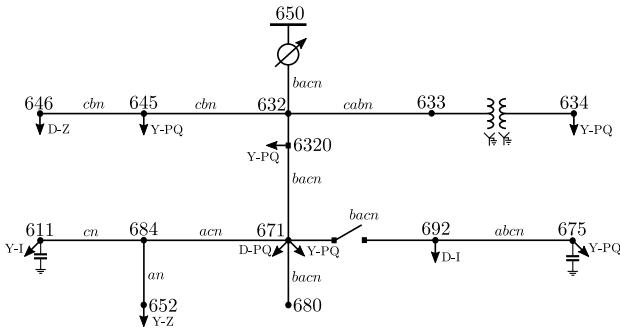 650
bacn
646 cbn 645 cbn 632 cabn 633 634
D-Z Y-PQ Y-PQ
Y-PQ 6320
bacn
bacn
611 cn 684 acn 671 692 abcn 675
Y-I D-PQ Y-PQ D-I Y-PQ
an bacn
652 680
Y-Z